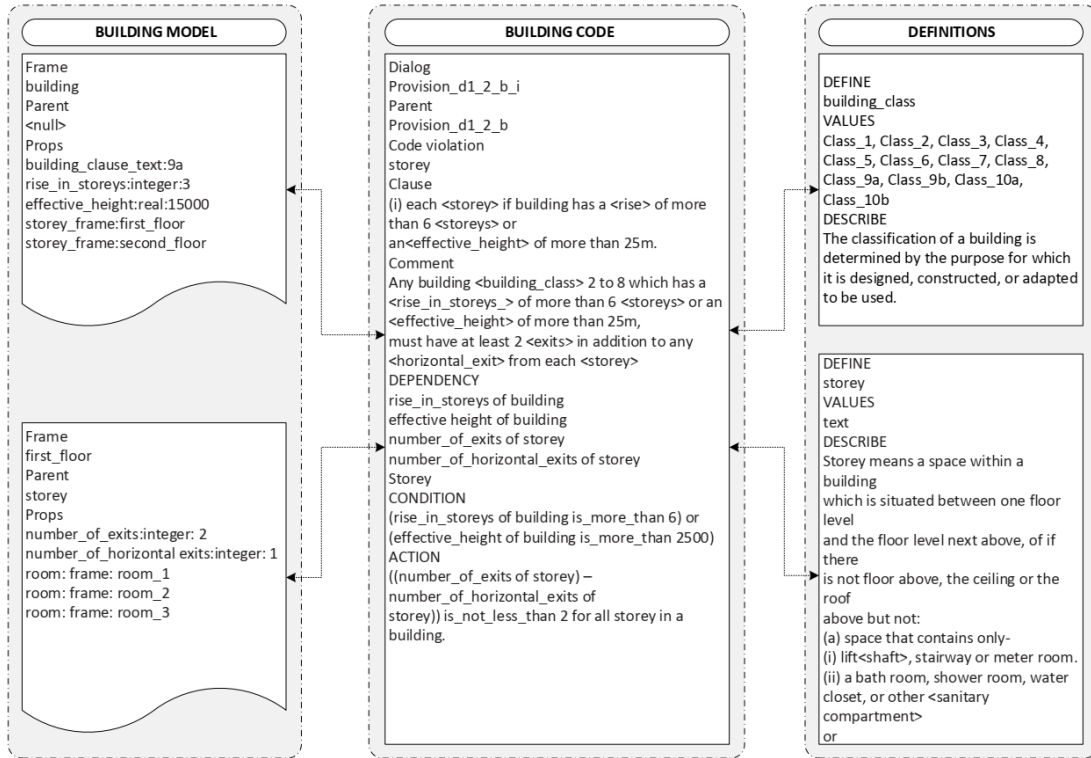 BUILDING MODEL
Frame
building
Parent
<null>
Props
building_clause_text:9a
rise_in_storeys:integer:3
effective_height:real:15000
storey_frame:first_floor
storey_frame:second_floor
Frame
first_floor
Parent
storey
Props
number_of_exits:integer: 2
number_of_horizontal exits:integer: 1
room: frame: room_1
room: frame: room_2
room: frame: room_3
BUILDING CODE
Dialog
Provision_d1_2_b_i
Parent
Provision_d1_2_b
Code violation
storey
Clause
(i) each <storey> if building has a <rise> of more
than 6 <storeys> or
an<effective_height> of more than 25m.
Comment
Any building <building_class> 2 to 8 which has a
<rise_in_storeys_> of more than 6 <storeys> or an
<effective_height> of more than 25m,
must have at least 2 <exits> in addition to any
<horizontal_exit> from each <storey>
DEPENDENCY
rise_in_storeys of building
effective height of building
number_of_exits of storey
number_of_horizontal_exits of storey
Storey
CONDITION
(rise_in_storeys of building is_more_than 6) or
(effective_height of building is_more_than 2500)
ACTION
((number_of_exits of storey) –
number_of_horizontal_exits of
storey)) is_not_less_than 2 for all storey in a
building.
DEFINITIONS
DEFINE
building_class
VALUES
Class_1, Class_2, Class_3, Class_4,
Class_5, Class_6, Class_7, Class_8,
Class_9a, Class_9b, Class_10a,
Class_10b
DESCRIBE
The classification of a building is
determined by the purpose for which
it is designed, constructed, or adapted
to be used.
DEFINE
storey
VALUES
text
DESCRIBE
Storey means a space within a
building
which is situated between one floor
level
and the floor level next above, of if
there
is not floor above, the ceiling or the
roof
above but not:
(a) space that contains only-
(i) lift<shaft>, stairway or meter room.
(ii) a bath room, shower room, water
closet, or other <sanitary
compartment>
or